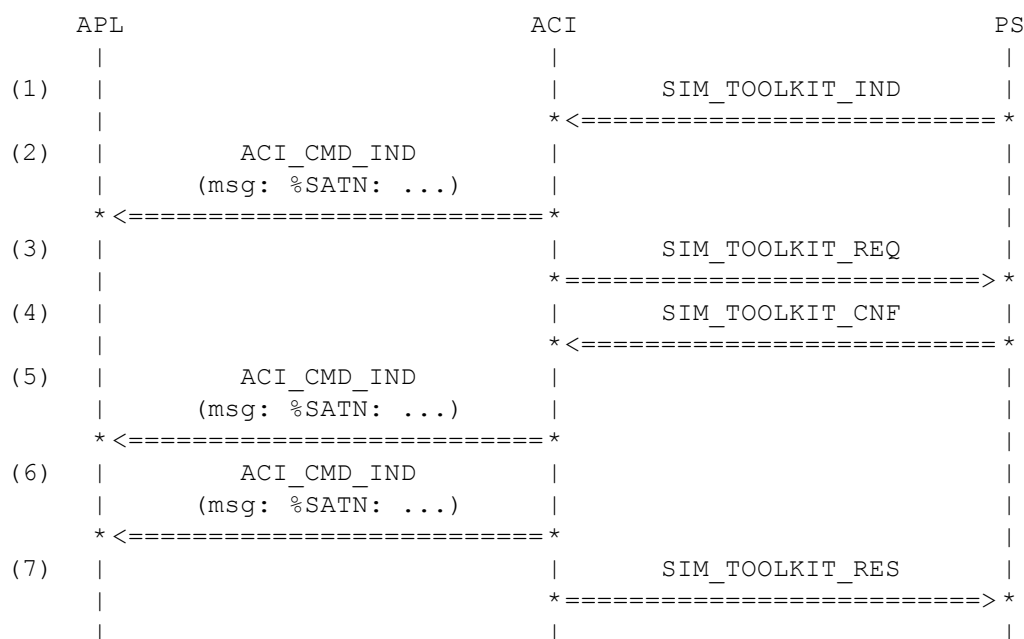 APL ACI PS
(1) SIM_TOOLKIT_IND
(2) ACI_CMD_IND
(msg: %SATN: ...)
(3) SIM_TOOLKIT_REQ
(4) SIM_TOOLKIT_CNF
(5) ACI_CMD_IND
(msg: %SATN: ...)
(6) ACI_CMD_IND
(msg: %SATN: ...)
(7) SIM_TOOLKIT_RES